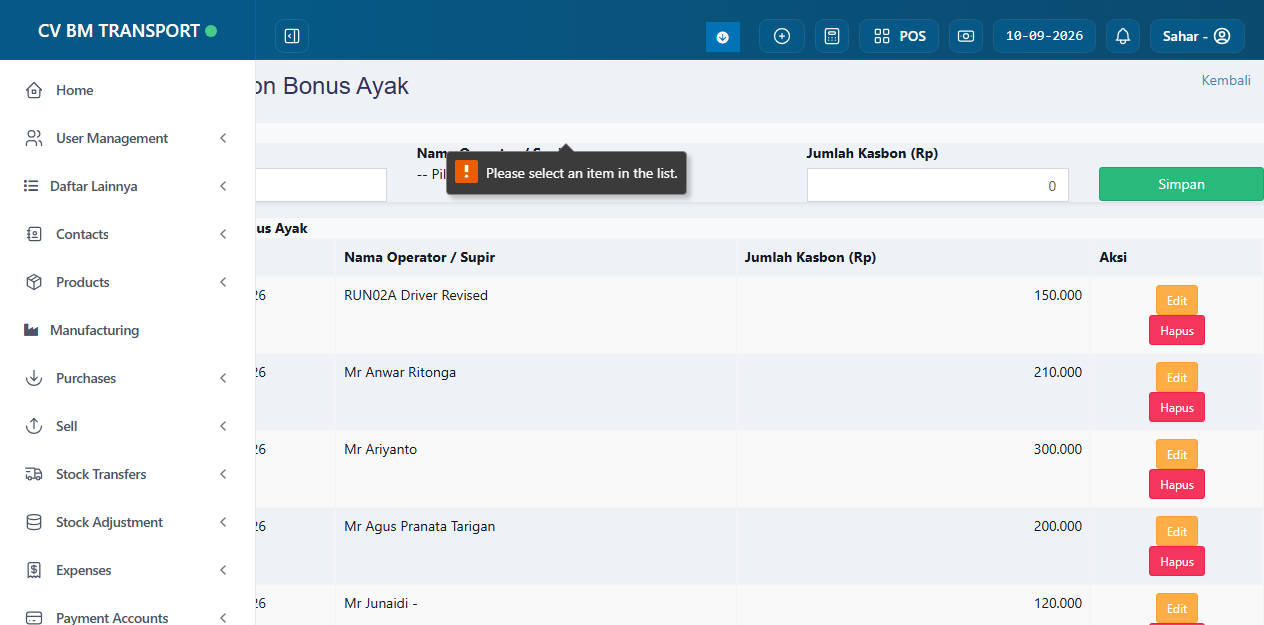 CV BM TRANSPORT
POS
10-09-2026
Sahar -
Home
User Management
Daftar Lainnya
Contacts
Products
Manufacturing
Purchases
Sell
Stock Transfers
Stock Adjustment
Expenses
Payment Accounts
on Bonus Ayak
Kembali
Jumlah Kasbon (Rp)
-- Pil
! Please select an item in the list.
0
Simpan
us Ayak
Nama Operator / Supir
Jumlah Kasbon (Rp)
Aksi
26
RUN02A Driver Revised
150.000
Edit
Hapus
26
Mr Anwar Ritonga
210.000
Edit
Hapus
26
Mr Ariyanto
300.000
Edit
Hapus
26
Mr Agus Pranata Tarigan
200.000
Edit
Hapus
26
Mr Junaidi -
120.000
Edit